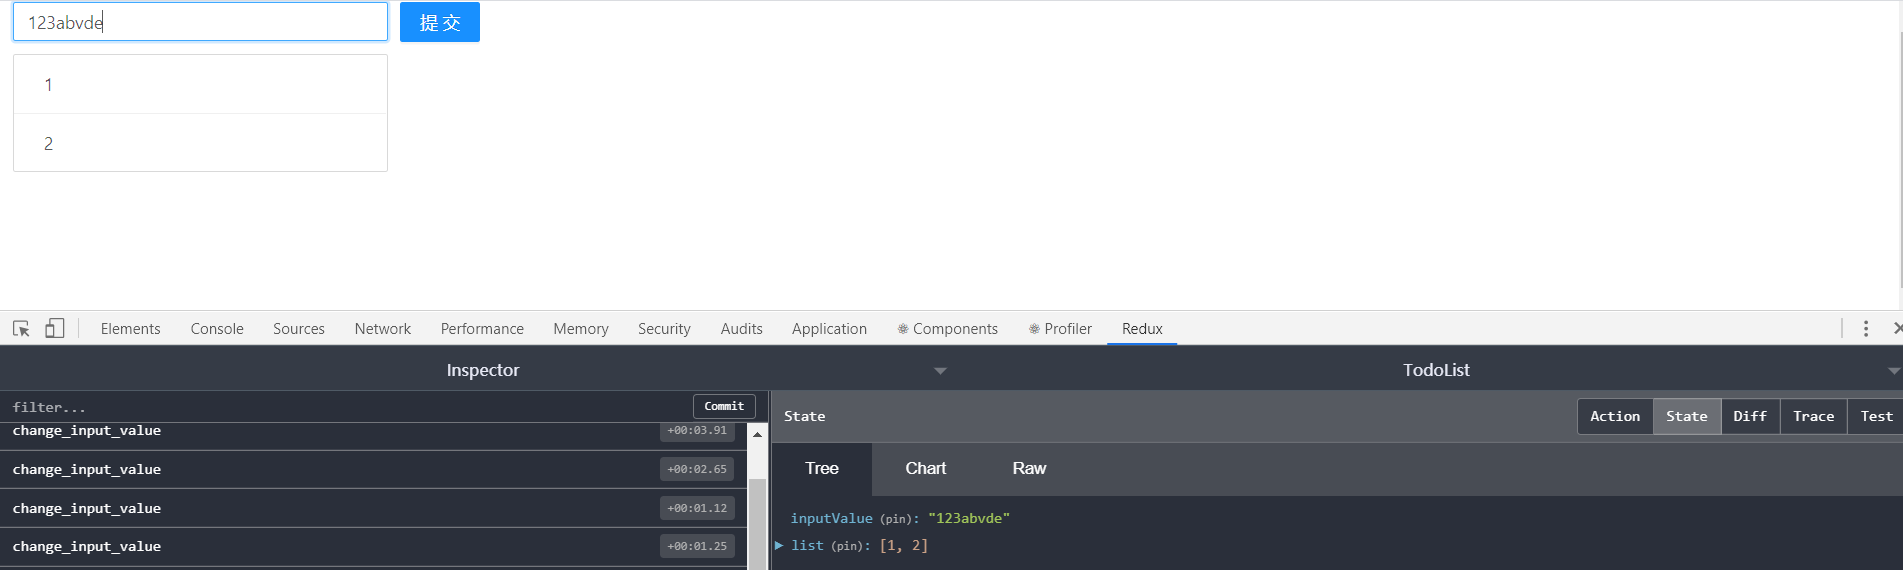 123abvde 提 交
1
2
Elements Console Sources Network Performance Memory Security Audits Application Components Profiler Redux
Inspector TodoList
filter... Commit
State Action State Diff Trace Test
change_input_value +00:03.91
Tree Chart Raw
change_input_value +00:02.65
change_input_value +00:01.12
inputValue (pin): "123abvde"
change_input_value +00:01.25
list (pin): [1, 2]